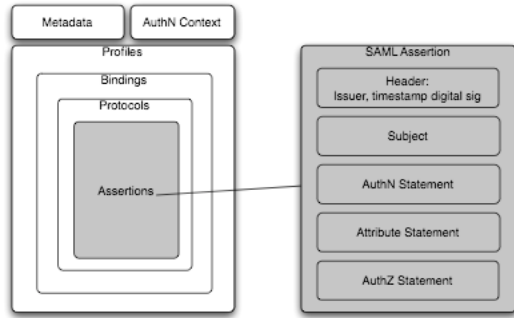 Metadata
AuthN Context
Profiles
Bindings
Protocols
Assertions
SAML Assertion
Header:
Issuer, timestamp digital sig
Subject
AuthN Statement
Attribute Statement
AuthZ Statement